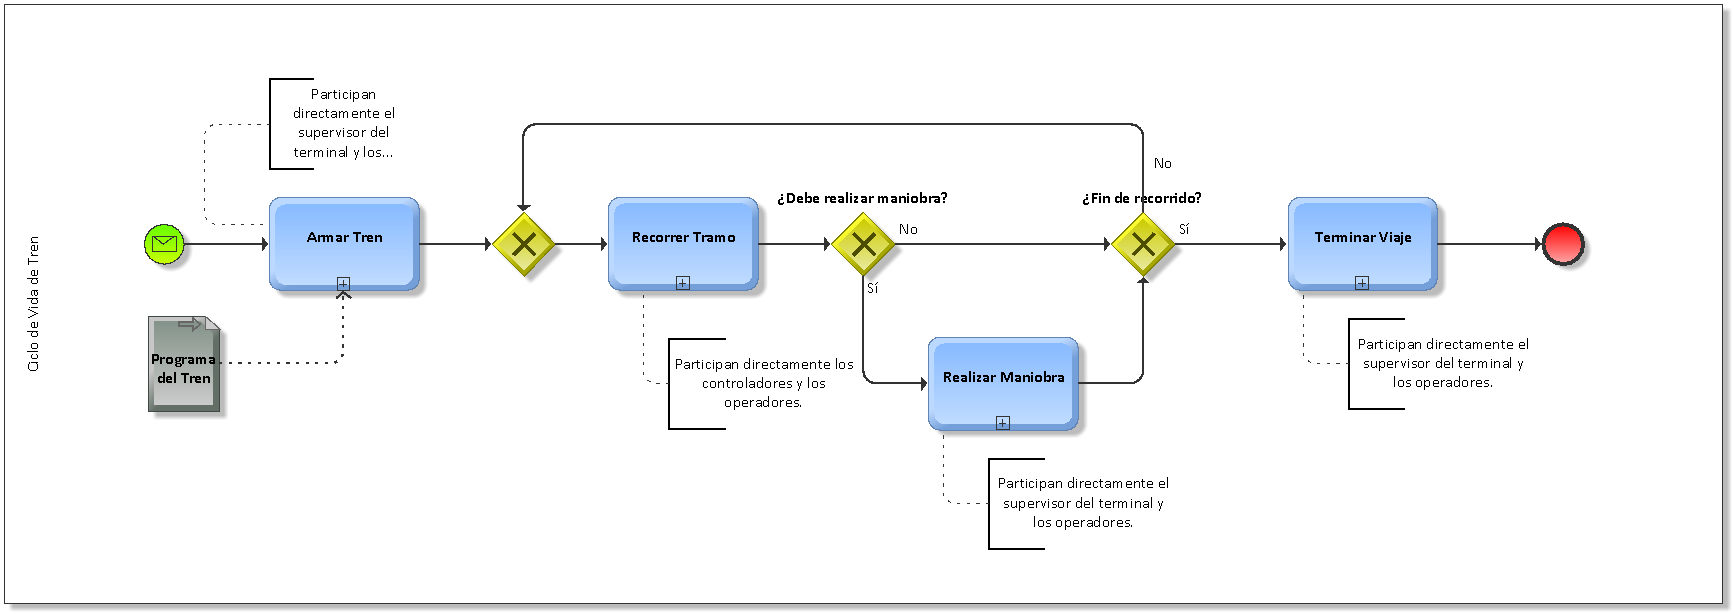 Ciclo de Vida de Tren
Participan
directamente el
supervisor del
terminal y los...
Armar Tren
Programa
del Tren
Recorrer Tramo
Participan directamente los
controladores y los
operadores.
¿Debe realizar maniobra?
No
Sí
Realizar Maniobra
Participan directamente el
supervisor del terminal y
los operadores.
No
¿Fin de recorrido?
Sí
Terminar Viaje
Participan directamente el
supervisor del terminal y
los operadores.